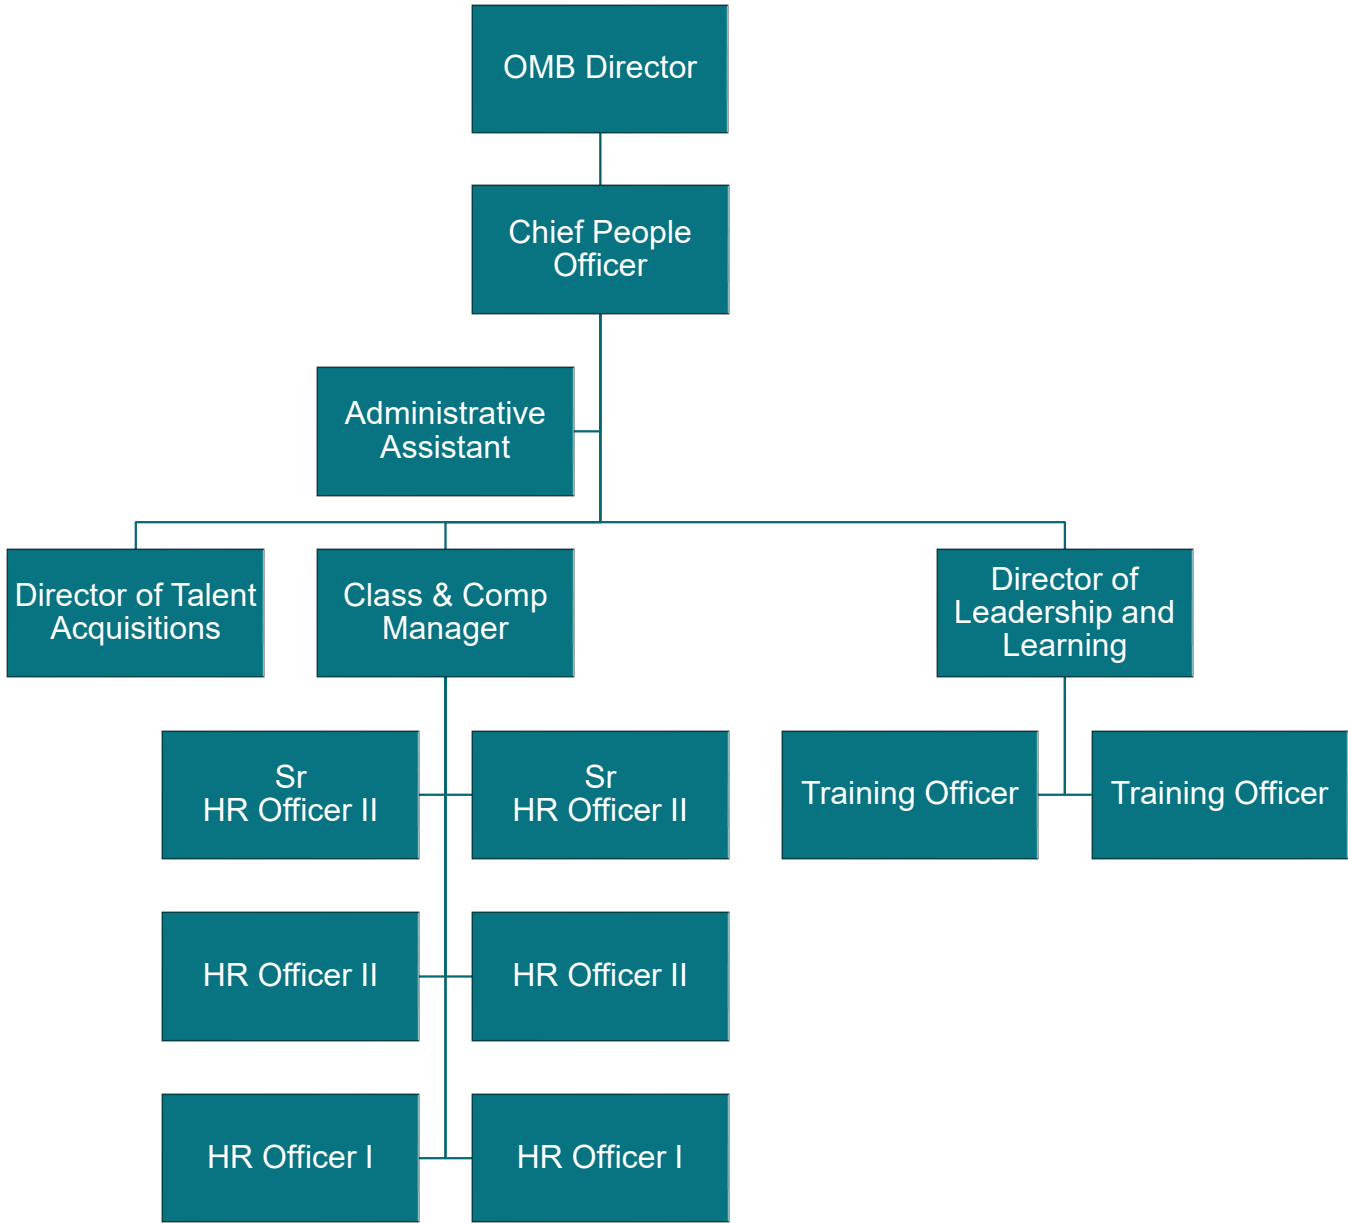 OMB Director
Chief People
Officer
Administrative
Assistant
Director of Talent
Acquisitions
Class & Comp
Manager
Director of
Leadership and
Learning
Sr
HR Officer II
Sr
HR Officer II
Training Officer
Training Officer
HR Officer II
HR Officer II
HR Officer I
HR Officer I